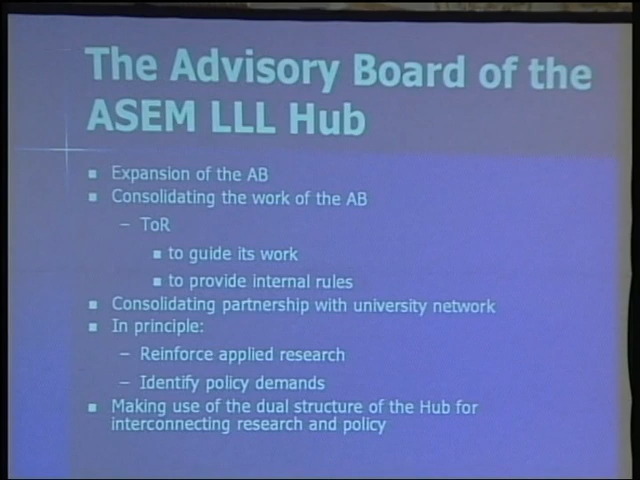 The Advisory Board of the
ASEM LLL Hub
■ Expansion of the AB
■ Consolidating the work of the AB
– ToR
■ to guide its work
■ to provide internal rules
■ Consolidating partnership with university network
■ In principle:
– Reinforce applied research
– Identify policy demands
■ Making use of the dual structure of the Hub for
interconnecting research and policy